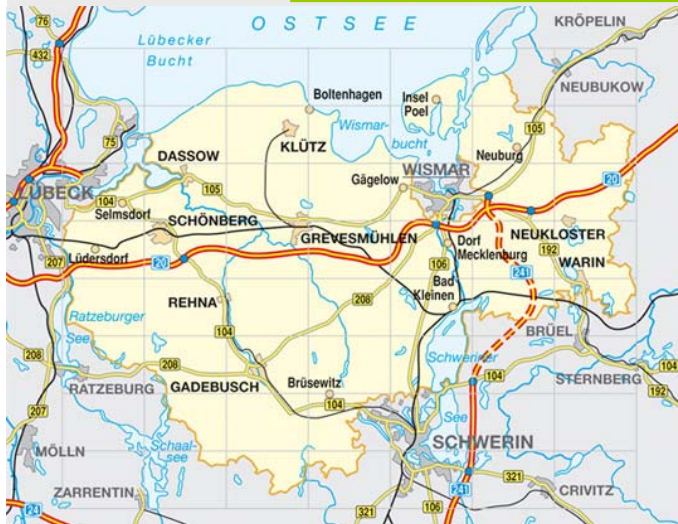 OSTSEE
KRÖPELIN
76
Lübecker
Bucht
432
Boltenhagen
Insel
Poel
NEUBUKOW
105
75
KLÜTZ
Wismar-
bucht
Neuburg
DASSOW
WISMAR
20
105
Gägelow
ÜBECK
104
Selmsdorf
SCHÖNBERG
GREVESMÜHLEN
Dorf
Mecklenburg
NEUKLOSTER
192
WARIN
207
Lüdersdorf
20
106
241
Bad
Kleinen
REHNA
208
Ratzeburger
See
104
BRÜEL
Schweriner
See
208
208
RATZEBURG
GADEBUSCH
Brüsewitz
104
104
STERNBERG
104
192
207
MÖLLN
Schaal-
see
SCHWERIN
ZARRENTIN
24
321
106
241
321
CRIVITZ